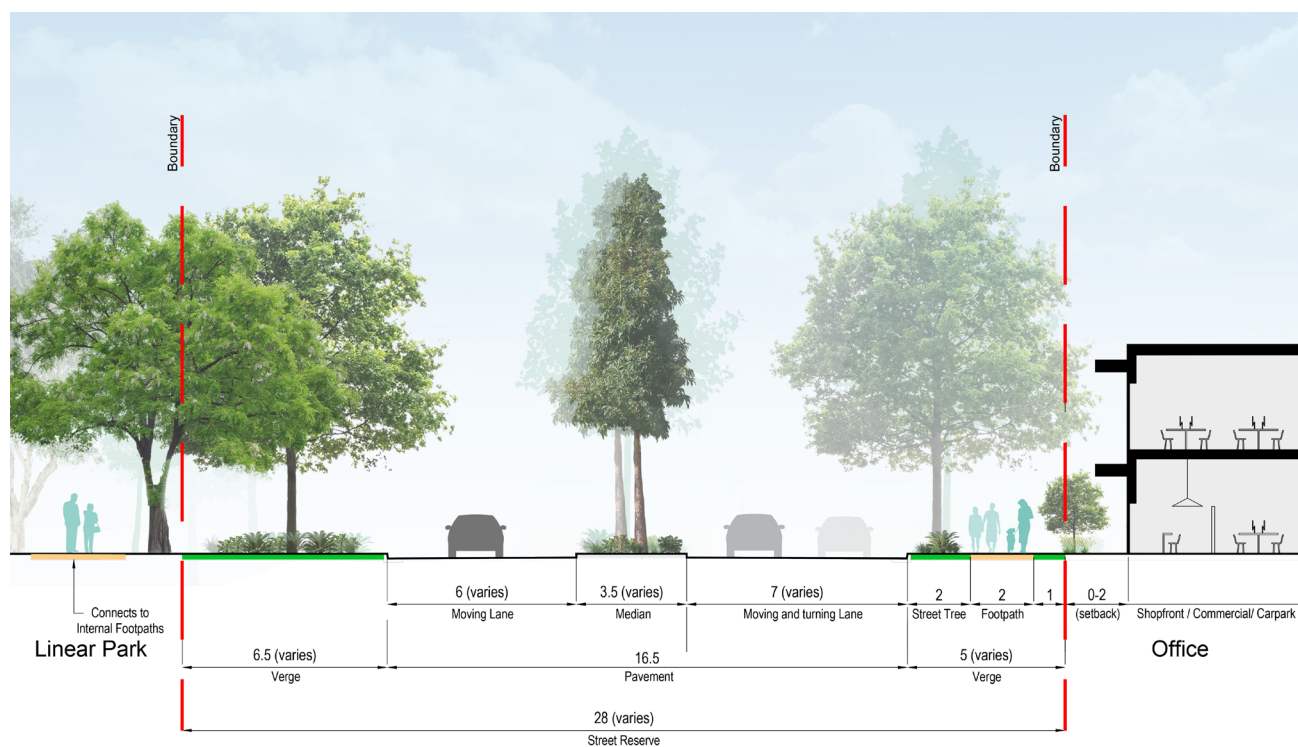 Boundary
Boundary
6 (varies)
Moving Lane
3.5 (varies)
Median
7 (varies)
Moving and turning Lane
2
Street Tree
2
Footpath
1
0-2
(setback)
Shopfront / Commercial/ Carpark
Connects to
Internal Footpaths
Linear Park
Office
6.5 (varies)
Verge
16.5
Pavement
5 (varies)
Verge
28 (varies)
Street Reserve